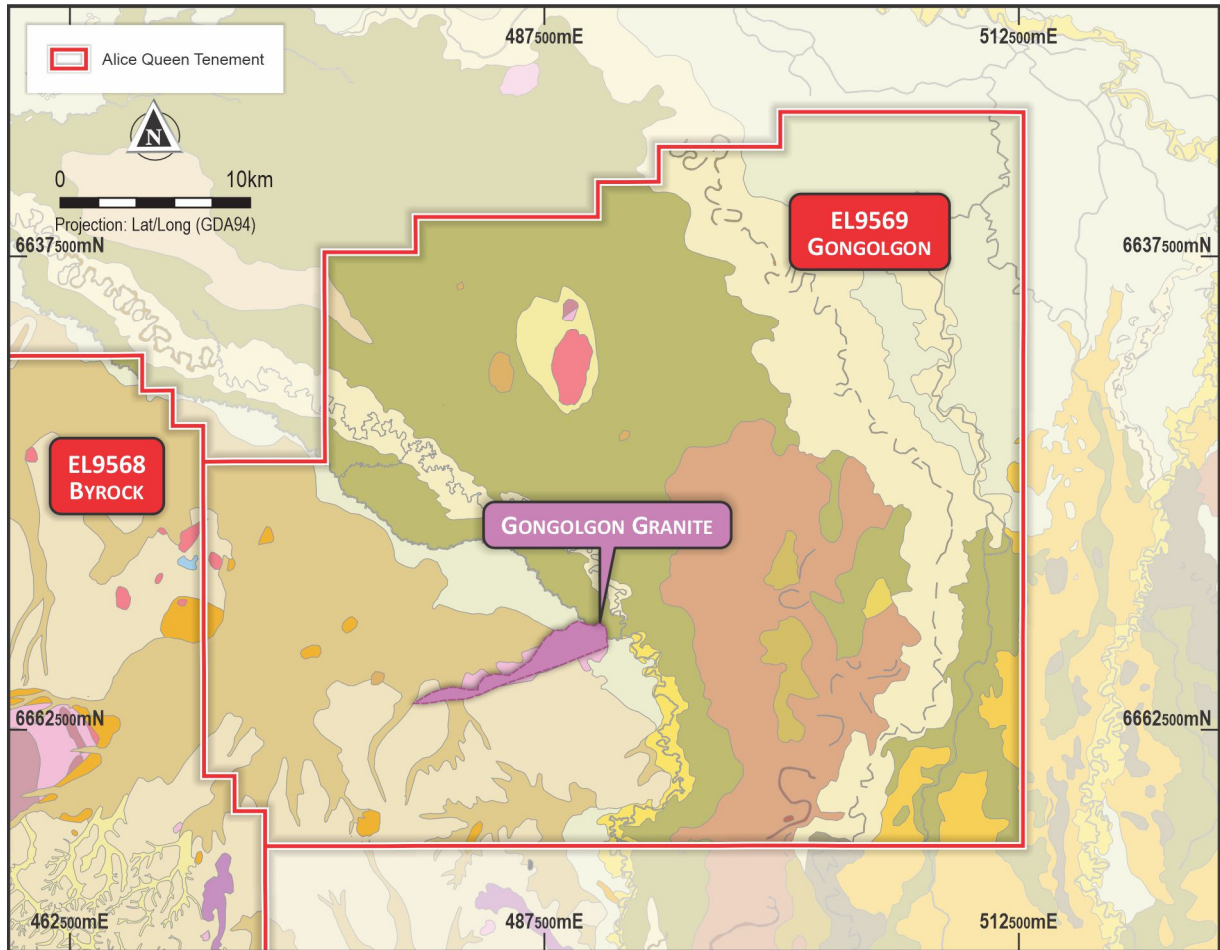 487500mE
512500mE
Alice Queen Tenement
N
0 10km
Projection: Lat/Long (GDA94)
6637500mN
6637500mN
EL9569
GONGOLGON
EL9568
BYROCK
GONGOLGON GRANITE
6662500mN
6662500mN
462500mE
487500mE
512500mE